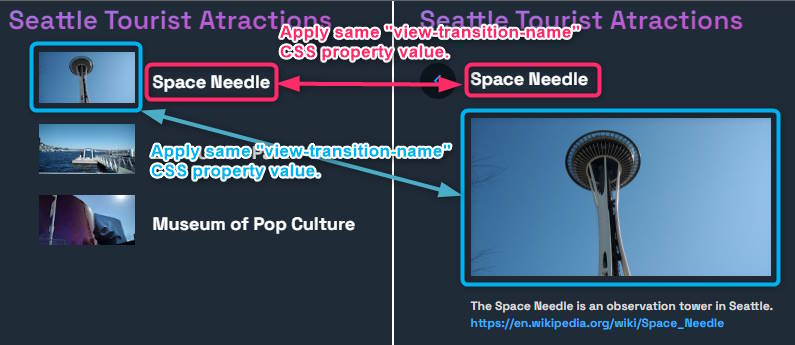 Seattle Tourist Atractions
Space Needle
Museum of Pop Culture
Apply same "view-transition-name"
CSS property value.
Apply same "view-transition-name"
CSS property value.
Seattle Tourist Atractions
Space Needle
The Space Needle is an observation tower in Seattle.
https://en.wikipedia.org/wiki/Space_Needle